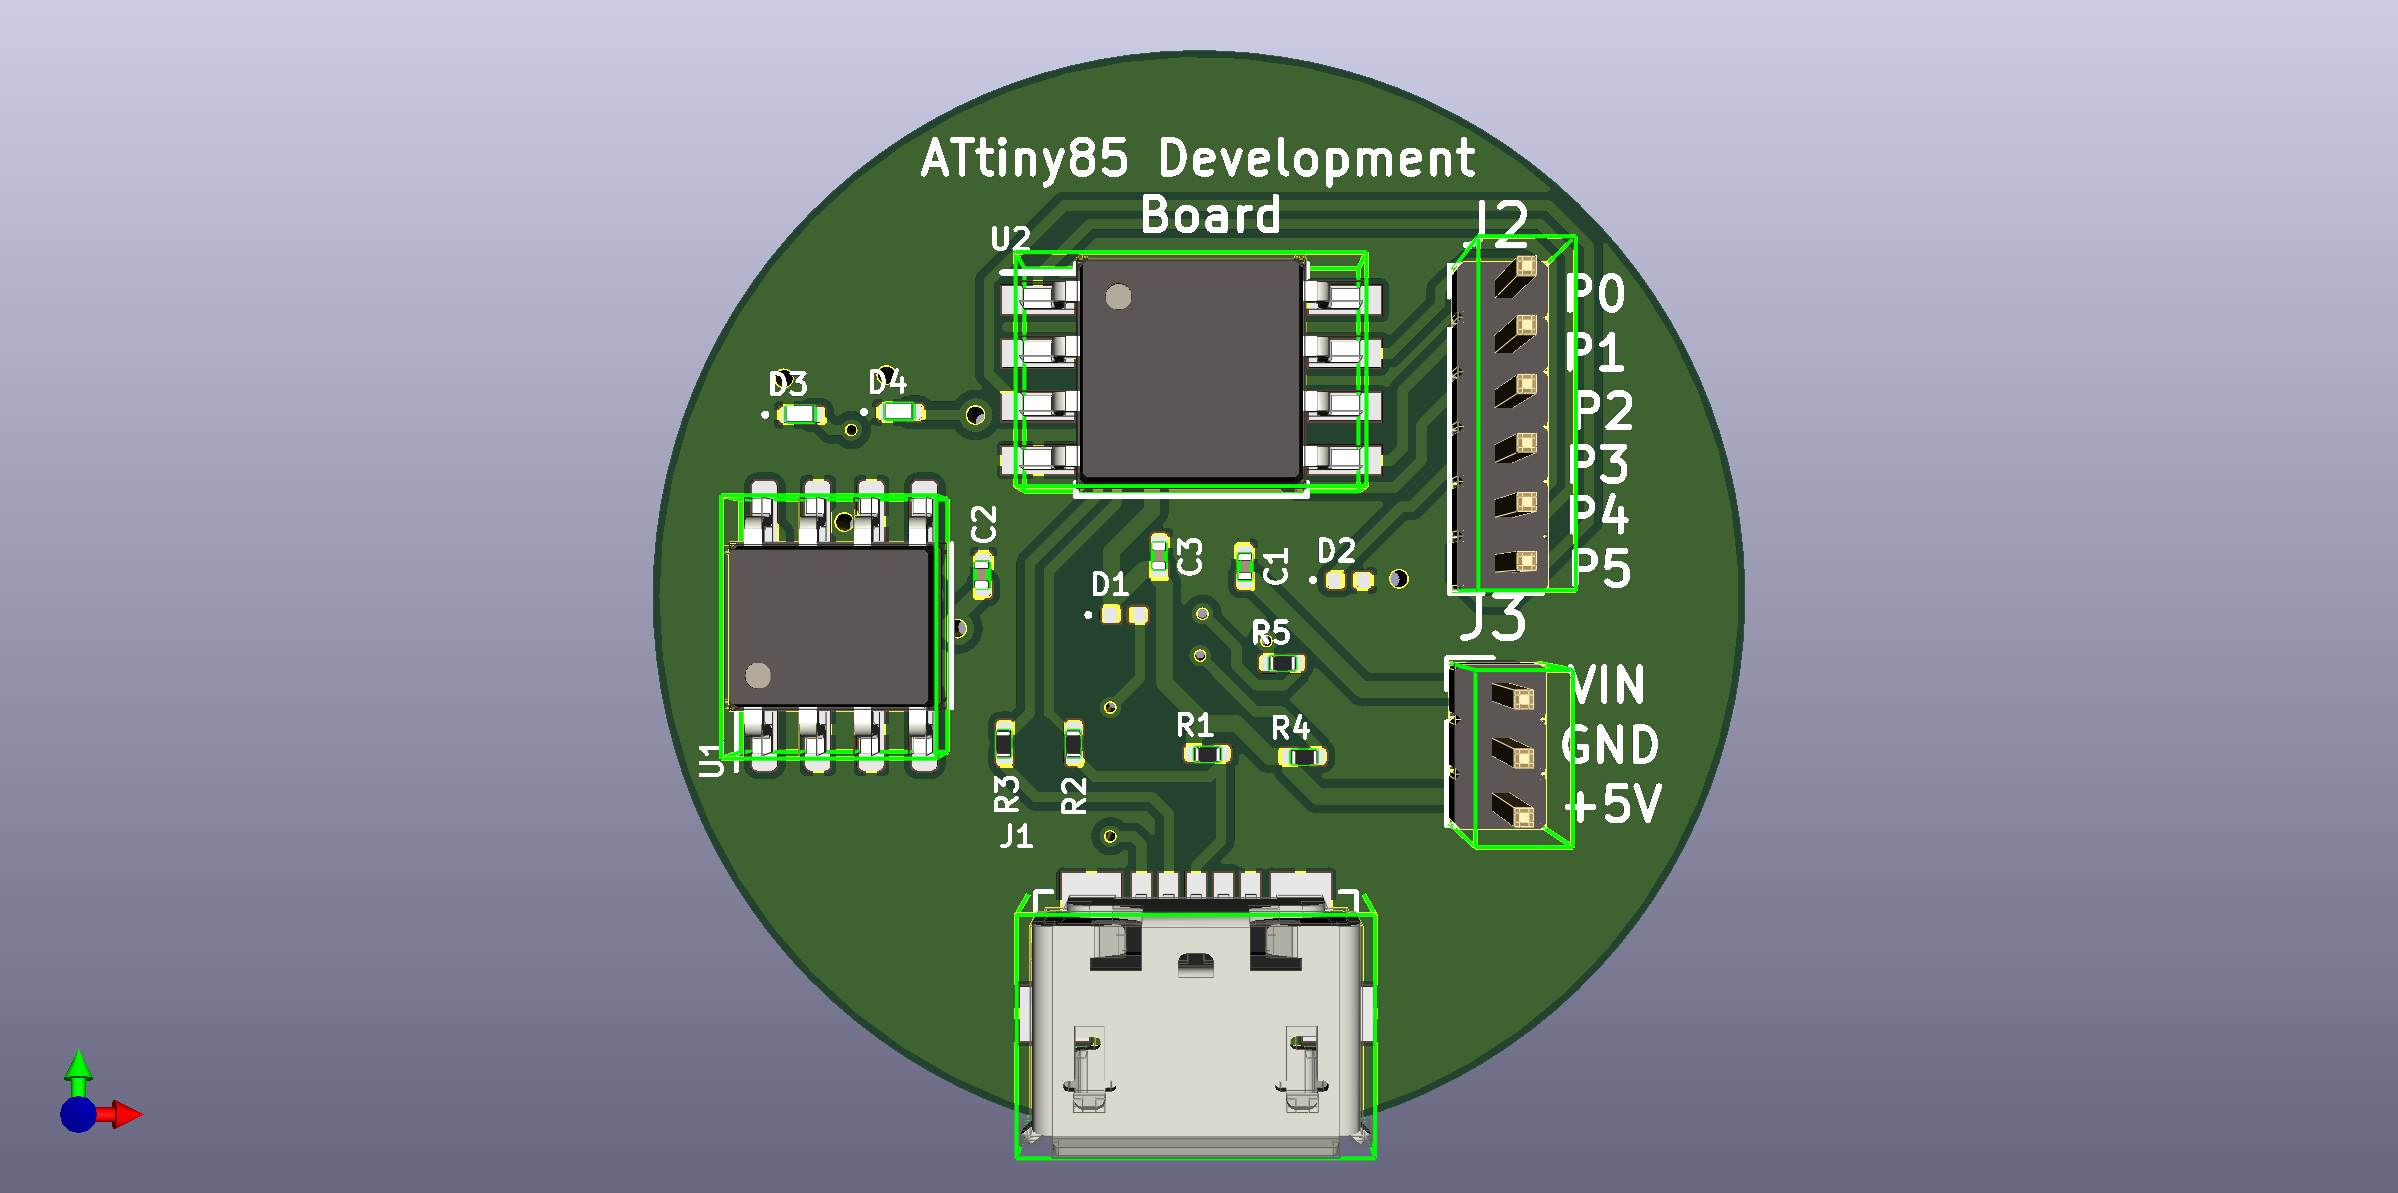 ATtiny85 Development
Board
U2
J2
P0
P1
D3
D4
P2
P3
P4
C2
C3
C1
D2
P5
D1
J3
R5
VIN
R1
R4
GND
U1
R3
R2
+5V
J1